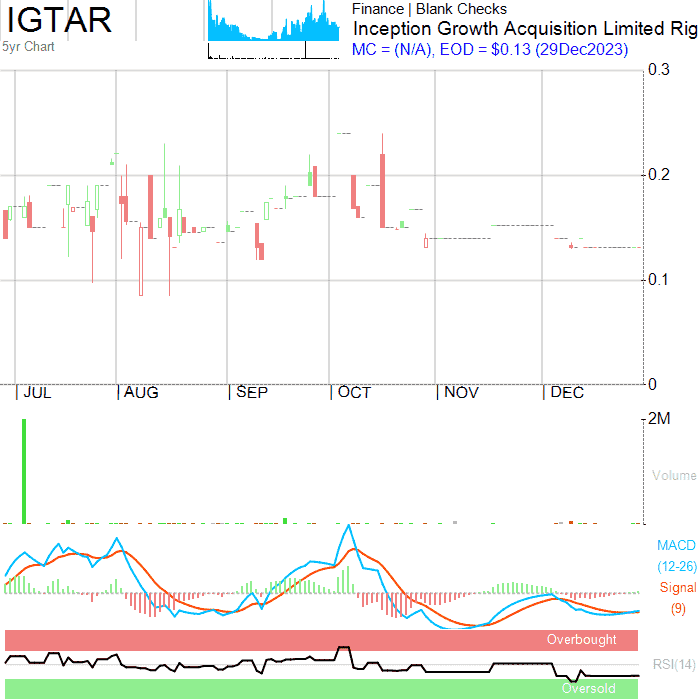 IGTAR
5yr Chart
Finance | Blank Checks
Inception Growth Acquisition Limited Rig
MC = (N/A), EOD = $0.13 (29Dec2023)
0.3
0.2
0.1
0
JUL AUG SEP OCT NOV DEC
2M
Volume
MACD
(12-26)
Signal
(9)
Overbought
RSI(14)
Oversold